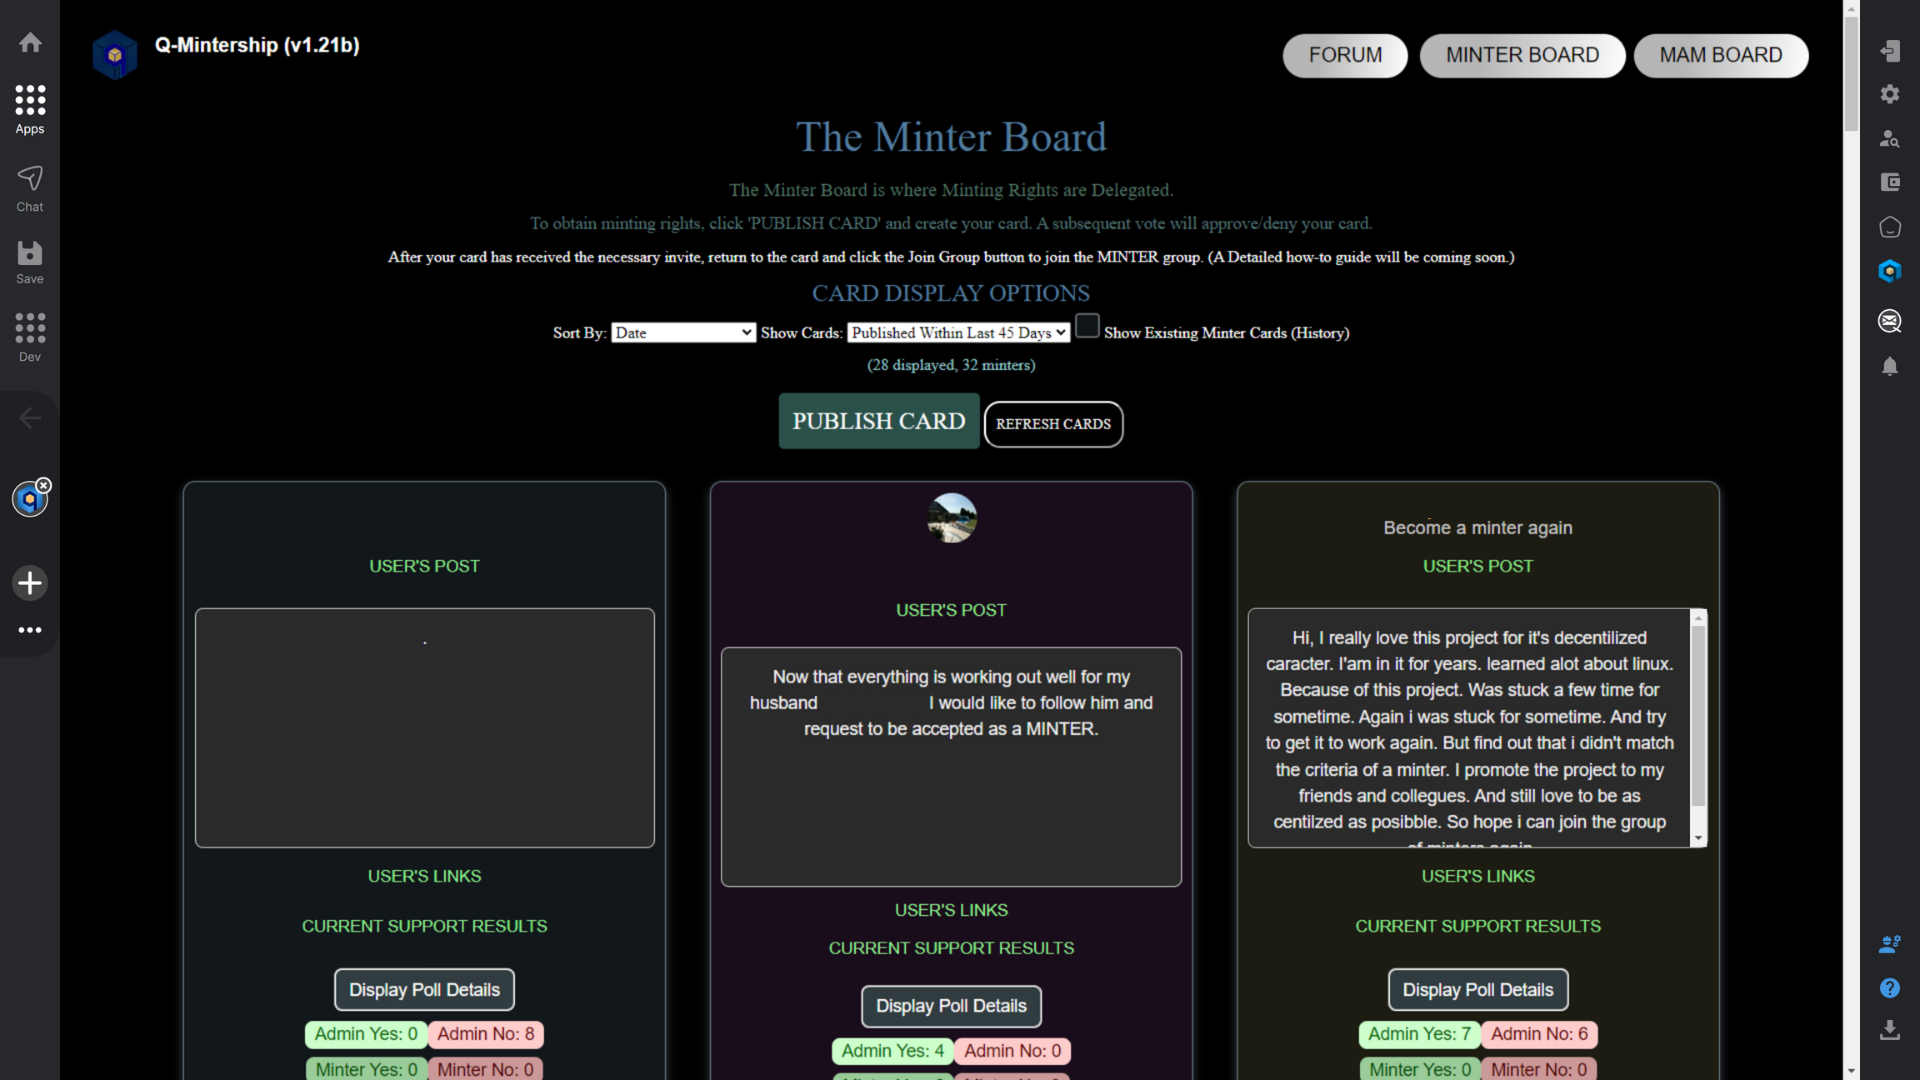 Q-Mintership (v1.21b)
FORUM
MINTER BOARD
MAM BOARD
Apps
Chat
Save
Dev
The Minter Board
The Minter Board is where Minting Rights are Delegated.
To obtain minting rights, click 'PUBLISH CARD' and create your card. A subsequent vote will approve/deny your card.
After your card has received the necessary invite, return to the card and click the Join Group button to join the MINTER group. (A Detailed how-to guide will be coming soon.)
CARD DISPLAY OPTIONS
Sort By: Date Show Cards: Published Within Last 45 Days Show Existing Minter Cards (History)
(28 displayed, 32 minters)
PUBLISH CARD
REFRESH CARDS
USER'S POST
.
USER'S LINKS
CURRENT SUPPORT RESULTS
Display Poll Details
Admin Yes: 0 Admin No: 8
Minter Yes: 0 Minter No: 0
USER'S POST
Now that everything is working out well for my
husband I would like to follow him and
request to be accepted as a MINTER.
USER'S LINKS
CURRENT SUPPORT RESULTS
Display Poll Details
Admin Yes: 4 Admin No: 0
Become a minter again
USER'S POST
Hi, I really love this project for it's decentilized
caracter. I'am in it for years. learned alot about linux.
Because of this project. Was stuck a few time for
sometime. Again i was stuck for sometime. And try
to get it to work again. But find out that i didn't match
the criteria of a minter. I promote the project to my
friends and collegues. And still love to be as
centilzed as posibble. So hope i can join the group
of minters again
USER'S LINKS
CURRENT SUPPORT RESULTS
Display Poll Details
Admin Yes: 7 Admin No: 6
Minter Yes: 0 Minter No: 0